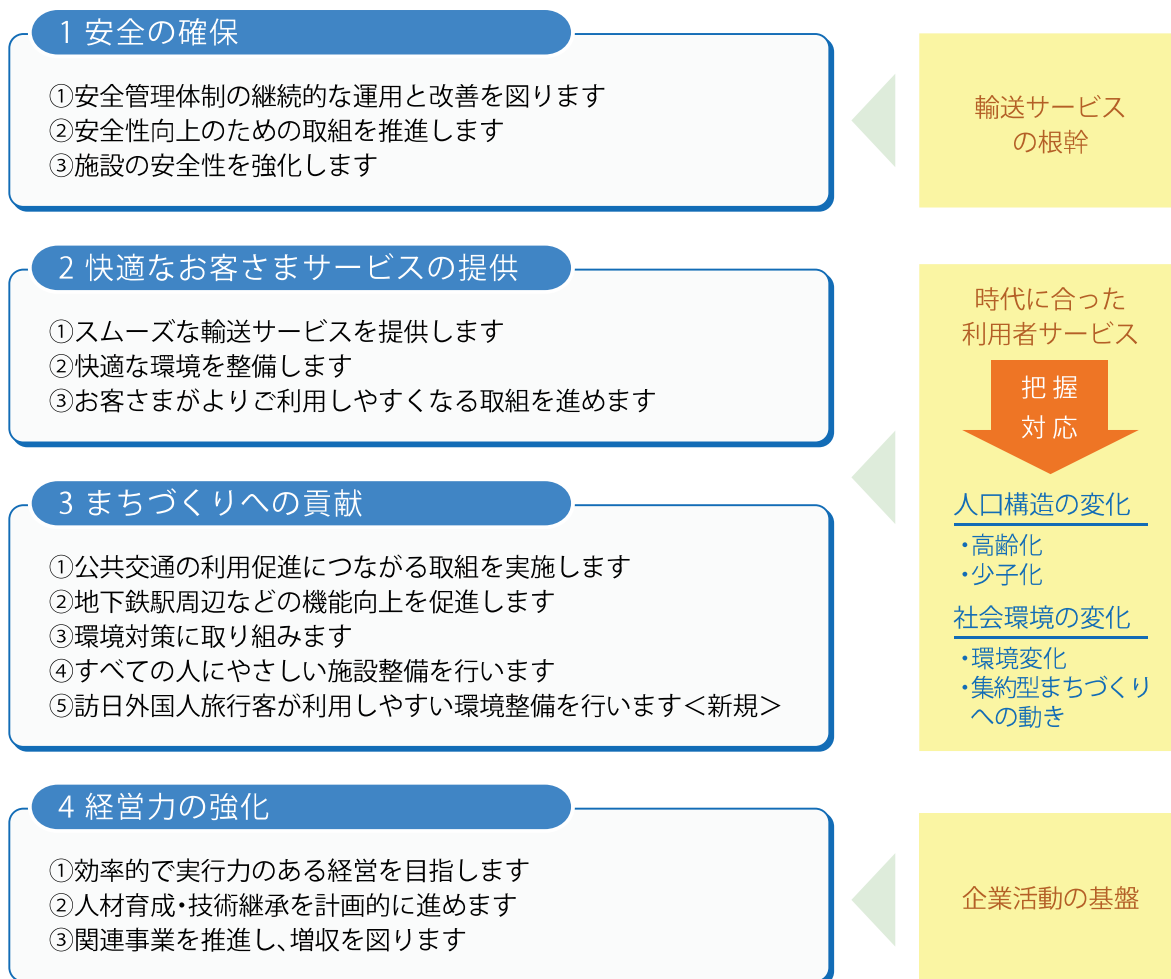 1 安全の確保
①安全管理体制の継続的な運用と改善を図ります
②安全性向上のための取組を推進します
③施設の安全性を強化します
輸送サービス
の根幹
2 快適なお客さまサービスの提供
①スムーズな輸送サービスを提供します
②快適な環境を整備します
③お客さまがよりご利用しやすくなる取組を進めます
3 まちづくりへの貢献
①公共交通の利用促進につながる取組を実施します
②地下鉄駅周辺などの機能向上を促進します
③環境対策に取り組みます
④すべての人にやさしい施設整備を行います
⑤訪日外国人旅行客が利用しやすい環境整備を行います＜新規＞
時代に合った
利用者サービス
把握
対応
人口構造の変化
・高齢化
・少子化
社会環境の変化
・環境変化
・集約型まちづくり
への動き
4 経営力の強化
①効率的で実行力のある経営を目指します
②人材育成・技術継承を計画的に進めます
③関連事業を推進し、増収を図ります
企業活動の基盤